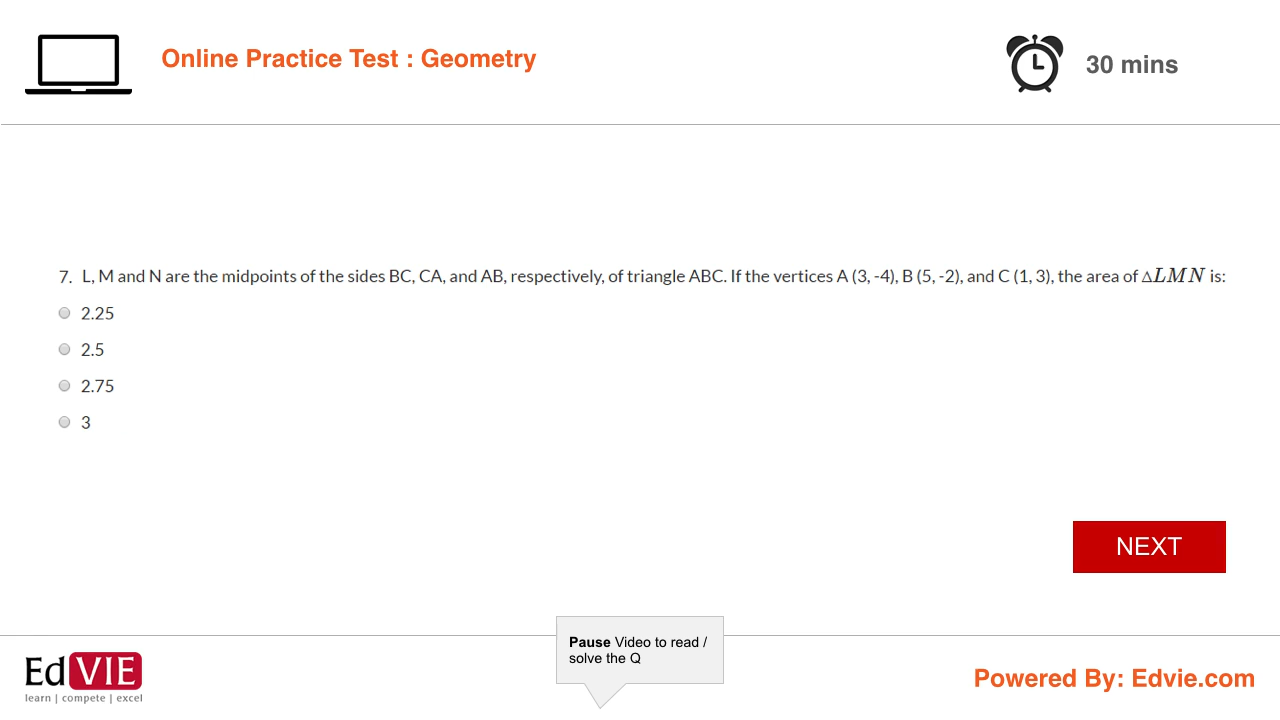 Online Practice Test : Geometry
30 mins
7. L, M and N are the midpoints of the sides BC, CA, and AB, respectively, of triangle ABC. If the vertices A (3, -4), B (5, -2), and C (1, 3), the area of △LMN is:
2.25
2.5
2.75
3
NEXT
Pause Video to read /
solve the Q
EdVIE
learn | compete | excel
Powered By: Edvie.com